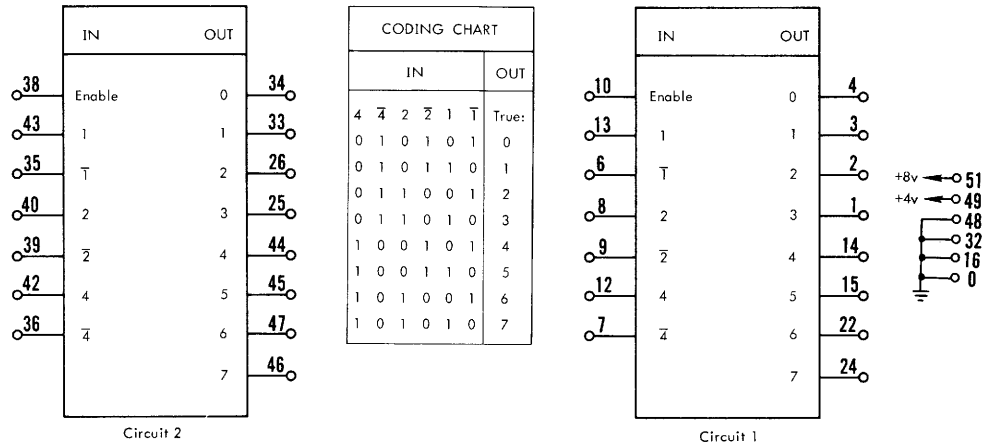 IN OUT
38 Enable 0 34
43 1 1 33
35 1̅ 2 26
40 2 3 25
39 2̅ 4 44
42 4 5 45
36 4̅ 6 47
7 46
Circuit 2
CODING CHART
IN OUT
4 4̅ 2 2̅ 1 1̅ True:
0 1 0 1 0 1 0
0 1 0 1 1 0 1
0 1 1 0 0 1 2
0 1 1 0 1 0 3
1 0 0 1 0 1 4
1 0 0 1 1 0 5
1 0 1 0 0 1 6
1 0 1 0 1 0 7
IN OUT
10 Enable 0 4
13 1 1 3
6 1̅ 2 2
8 2 3 1
9 2̅ 4 14
12 4 5 15
7 4̅ 6 22
7 24
Circuit 1
+8v 51
+4v 49
48
32
16
0